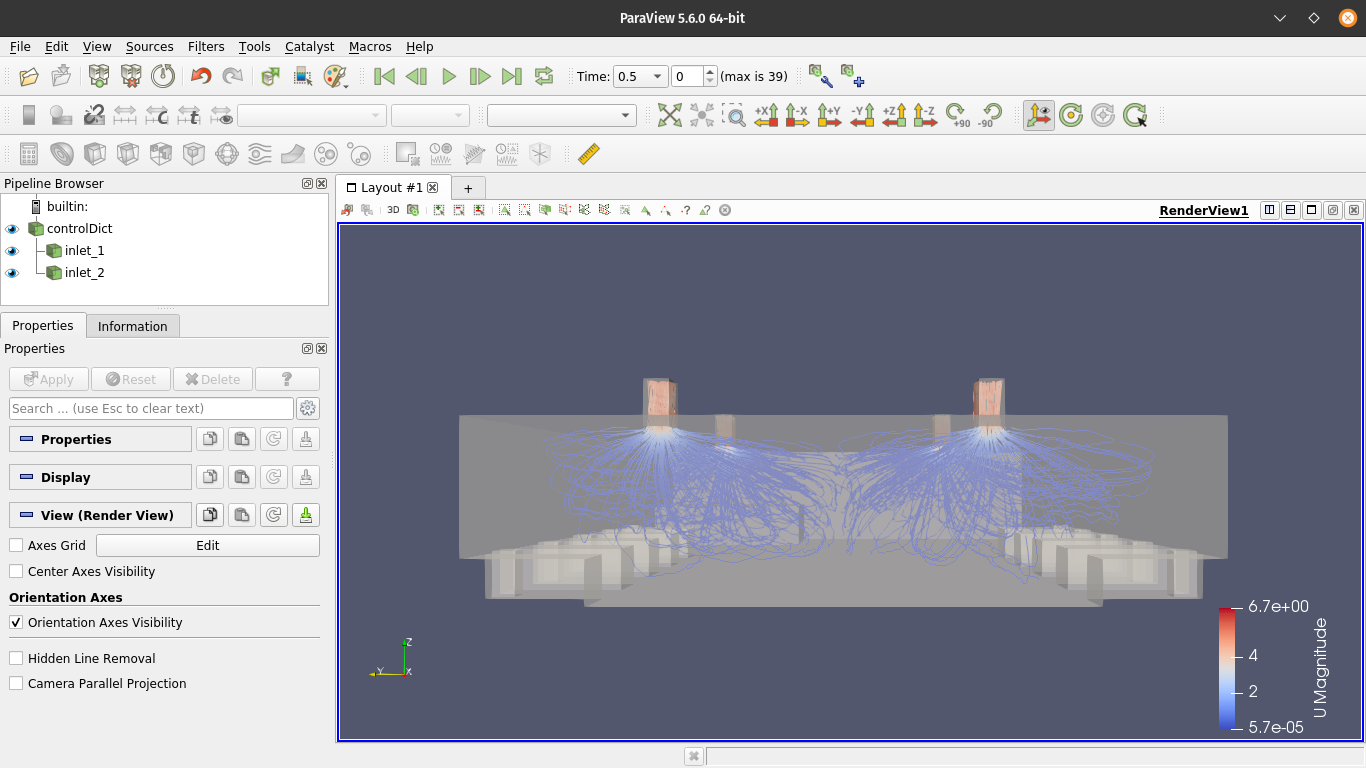 ParaView 5.6.0 64-bit
File Edit View Sources Filters Tools Catalyst Macros Help
Time: 0.5 0 (max is 39)
+X -X +Y -Y +Z -Z +90 -90
Pipeline Browser
builtin:
controlDict
inlet_1
inlet_2
Properties Information
Properties
Apply Reset Delete ?
Search ... (use Esc to clear text)
Properties
Display
View (Render View)
Axes Grid Edit
Center Axes Visibility
Orientation Axes
Orientation Axes Visibility
Hidden Line Removal
Camera Parallel Projection
Layout #1 +
3D RenderView1
Z
Y X
6.7e+00
4
2
5.7e-05
U Magnitude